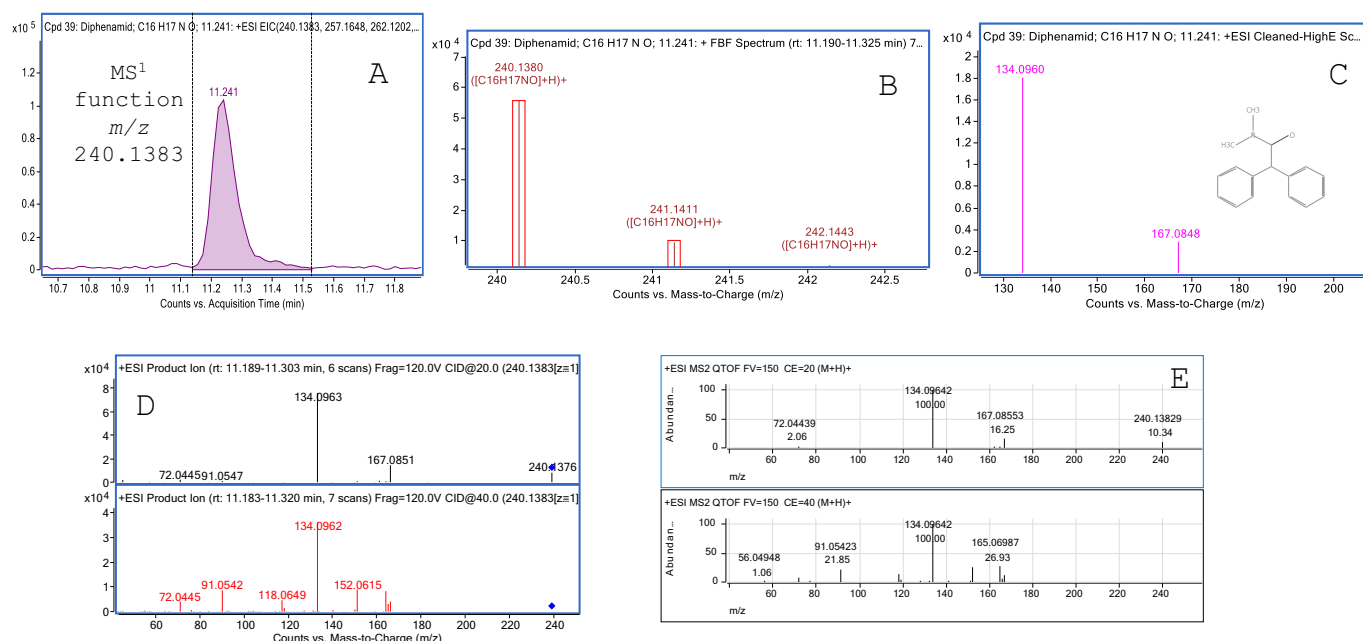 x10 5 Cpd 39: Diphenamid; C16 H17 N O; 11.241: +ESI EIC(240.1383, 257.1648, 262.1202,...
A
MS1
function
m/z
240.1383
11.241
1
0.8
0.6
0.4
0.2
0
10.7 10.8 10.9 11 11.1 11.2 11.3 11.4 11.5 11.6 11.7 11.8
Counts vs. Acquisition Time (min)
x10 4 Cpd 39: Diphenamid; C16 H17 N O; 11.241: + FBF Spectrum (rt: 11.190-11.325 min) 7...
B
240.1380
([C16H17NO]+H)+
241.1411
([C16H17NO]+H)+
242.1443
([C16H17NO]+H)+
7
6
5
4
3
2
1
240 240.5 241 241.5 242 242.5
Counts vs. Mass-to-Charge (m/z)
x10 4 Cpd 39: Diphenamid; C16 H17 N O; 11.241: +ESI Cleaned-HighE Sc...
C
134.0960
167.0848
CH3
N
O
H3C
2
1.8
1.6
1.4
1.2
1
0.8
0.6
0.4
0.2
0
130 140 150 160 170 180 190 200
Counts vs. Mass-to-Charge (m/z)
x10 4 +ESI Product Ion (rt: 11.189-11.303 min, 6 scans) Frag=120.0V CID@20.0 (240.1383[z=1]
D
8
6
4
2
0
134.0963
167.0851
72.0445 91.0547
240.1376
x10 4 +ESI Product Ion (rt: 11.183-11.320 min, 7 scans) Frag=120.0V CID@40.0 (240.1383[z=1]
4
2
0
134.0962
91.0542
152.0615
72.0445
118.0649
60 80 100 120 140 160 180 200 220 240
Counts vs. Mass-to-Charge (m/z)
+ESI MS2 QTOF FV=150 CE=20 (M+H)+
E
Abundan...
100
50
0
134.09642
100.00
167.08553
16.25
72.04439
2.06
240.13829
10.34
60 80 100 120 140 160 180 200 220 240
m/z
+ESI MS2 QTOF FV=150 CE=40 (M+H)+
Abundan...
100
50
0
134.09642
100.00
165.06987
26.93
91.05423
21.85
56.04948
1.06
60 80 100 120 140 160 180 200 220 240
m/z